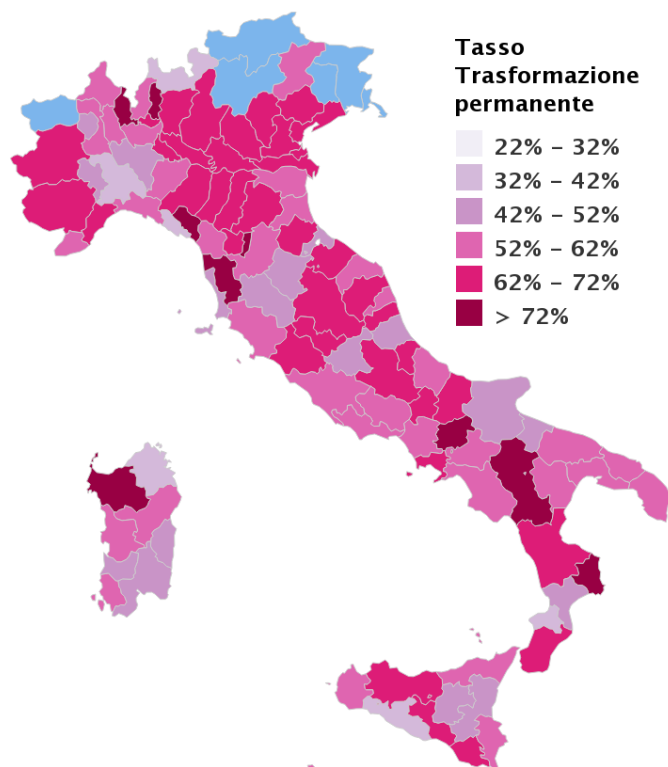 Tasso
Trasformazione
permanente
22% – 32%
32% – 42%
42% – 52%
52% – 62%
62% – 72%
> 72%